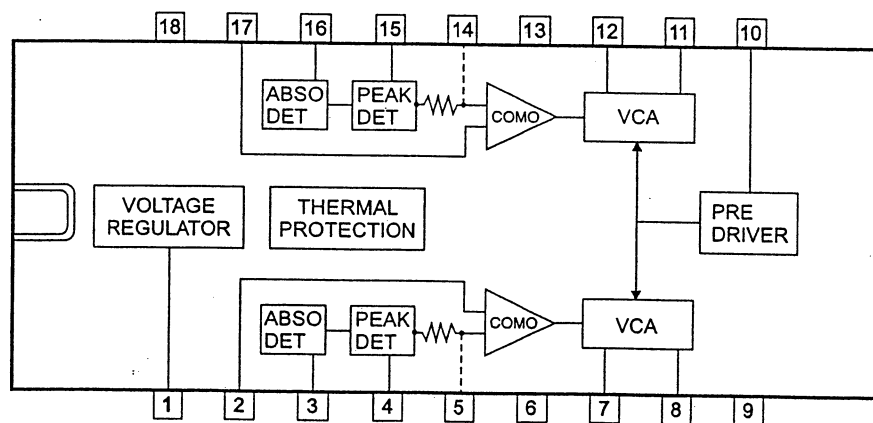 18 17 16 15 14 13 12 11 10
ABSO
DET
PEAK
DET
COMO
VCA
VOLTAGE
REGULATOR
THERMAL
PROTECTION
PRE
DRIVER
ABSO
DET
PEAK
DET
COMO
VCA
1 2 3 4 5 6 7 8 9